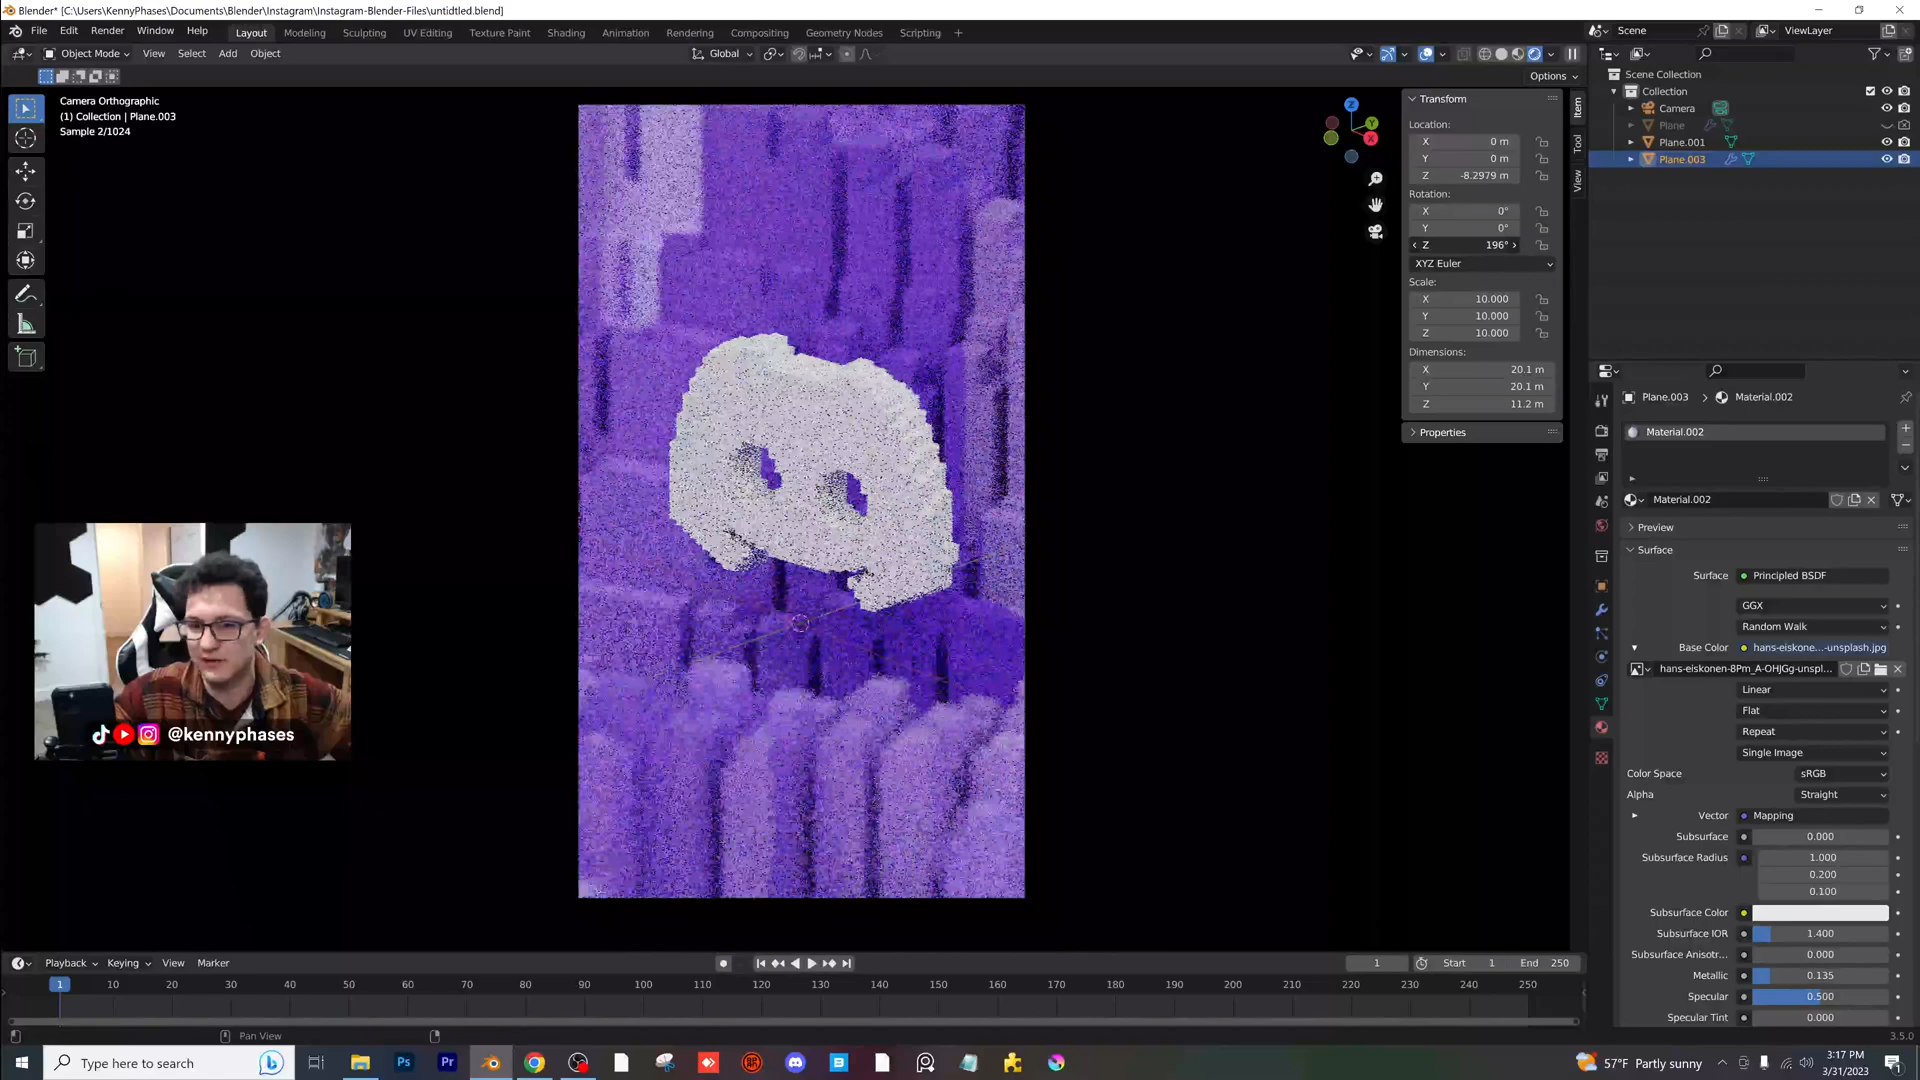 Blender* [C:\Users\KennyPhases\Documents\Blender\Instagram\Instagram-Blender-Files\untidtled.blend]
File Edit Render Window Help Layout Modeling Sculpting UV Editing Texture Paint Shading Animation Rendering Compositing Geometry Nodes Scripting + Scene ViewLayer
Object Mode View Select Add Object Global
Options
Camera Orthographic
(1) Collection | Plane.003
Sample 2/1024
Z
Y
X
Item
Tool
View
Transform
Location:
X 0 m
Y 0 m
Z -8.2979 m
Rotation:
X 0°
Y 0°
Z 196°
XYZ Euler
Scale:
X 10.000
Y 10.000
Z 10.000
Dimensions:
X 20.1 m
Y 20.1 m
Z 11.2 m
Properties
Scene Collection
Collection
Camera
Plane
Plane.001
Plane.003
Plane.003 > Material.002
Material.002
Material.002
Preview
Surface
Surface Principled BSDF
GGX
Random Walk
Base Color hans-eiskone...-unsplash.jpg
hans-eiskonen-8Pm_A-OHJGg-unspl...
Linear
Flat
Repeat
Single Image
Color Space sRGB
Alpha Straight
Vector Mapping
Subsurface 0.000
Subsurface Radius 1.000
0.200
0.100
Subsurface Color
Subsurface IOR 1.400
Subsurface Anisotr... 0.000
Metallic 0.135
Specular 0.500
Specular Tint 0.000
@kennyphases
Playback Keying View Marker 1 Start 1 End 250
1 10 20 30 40 50 60 70 80 90 100 110 120 130 140 150 160 170 180 190 200 210 220 230 240 250
Pan View
3.5.0
Type here to search
Ps
Pr
57°F Partly sunny
3:17 PM
3/31/2023
1